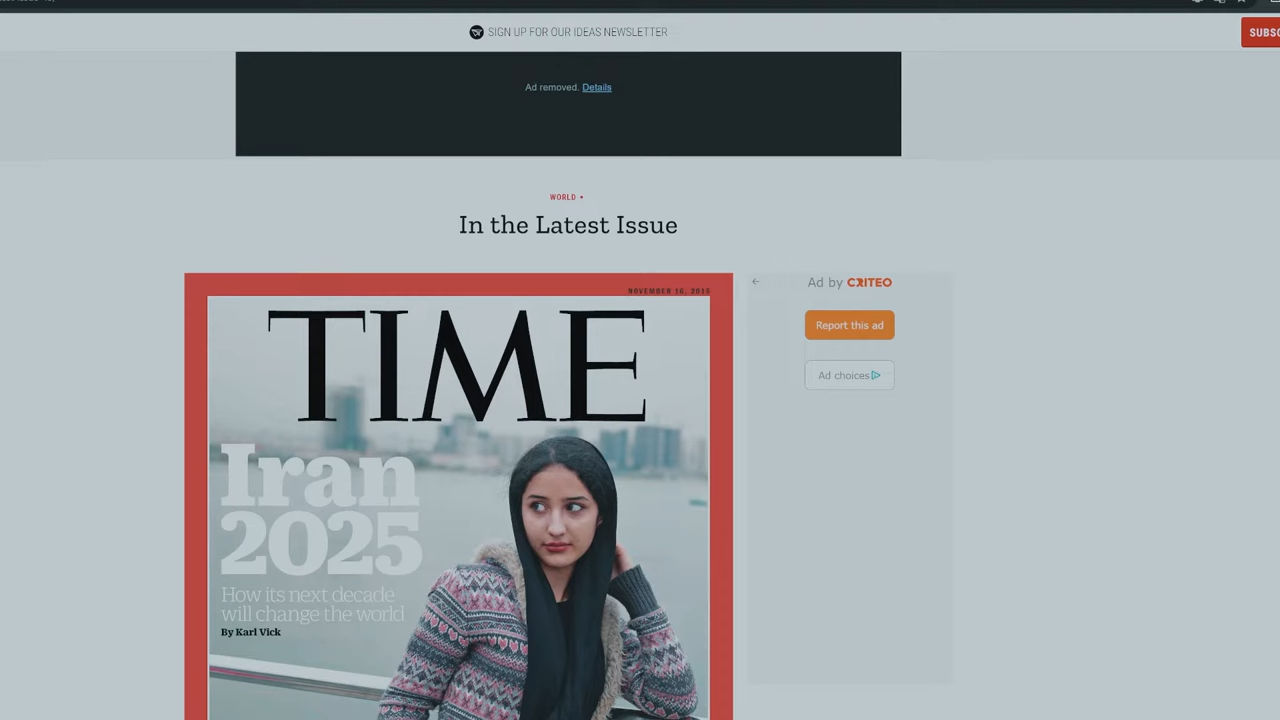 SIGN UP FOR OUR IDEAS NEWSLETTER
SUBSC
Ad removed. Details
WORLD •
In the Latest Issue
NOVEMBER 16, 2015
TIME
Iran
2025
How its next decade
will change the world
By Karl Vick
Ad by CRITEO
Report this ad
Ad choices